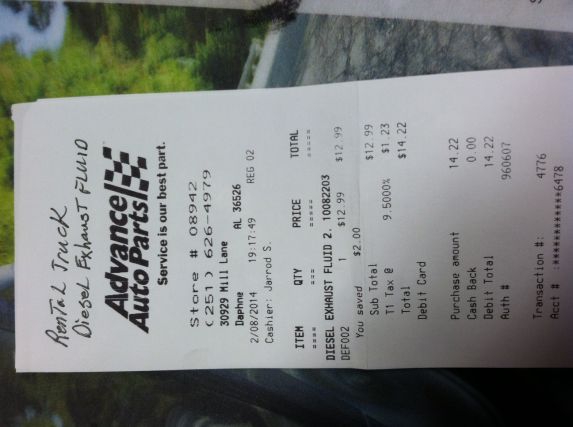 Rental Truck
Diesel Exhaust FLUID
Advance
Auto Parts
Service is our best part.
Store # 08942
(251) 626-4979
30929 Mill Lane
Daphne AL 36526
2/08/2014 19:17:49 REG 02
Cashier: Jarrod S.
ITEM QTY PRICE TOTAL
==== === ===== =====
DIESEL EXHAUST FLUID 2. 10082203
DEF002 1 $12.99 $12.99
You saved $2.00
Sub Total $12.99
T1 Tax @ 9.5000% $1.23
Total $14.22
Debit Card
Purchase amount 14.22
Cash Back 0.00
Debit Total 14.22
Auth # 960607
Transaction #: 4776
Acct # :************6478